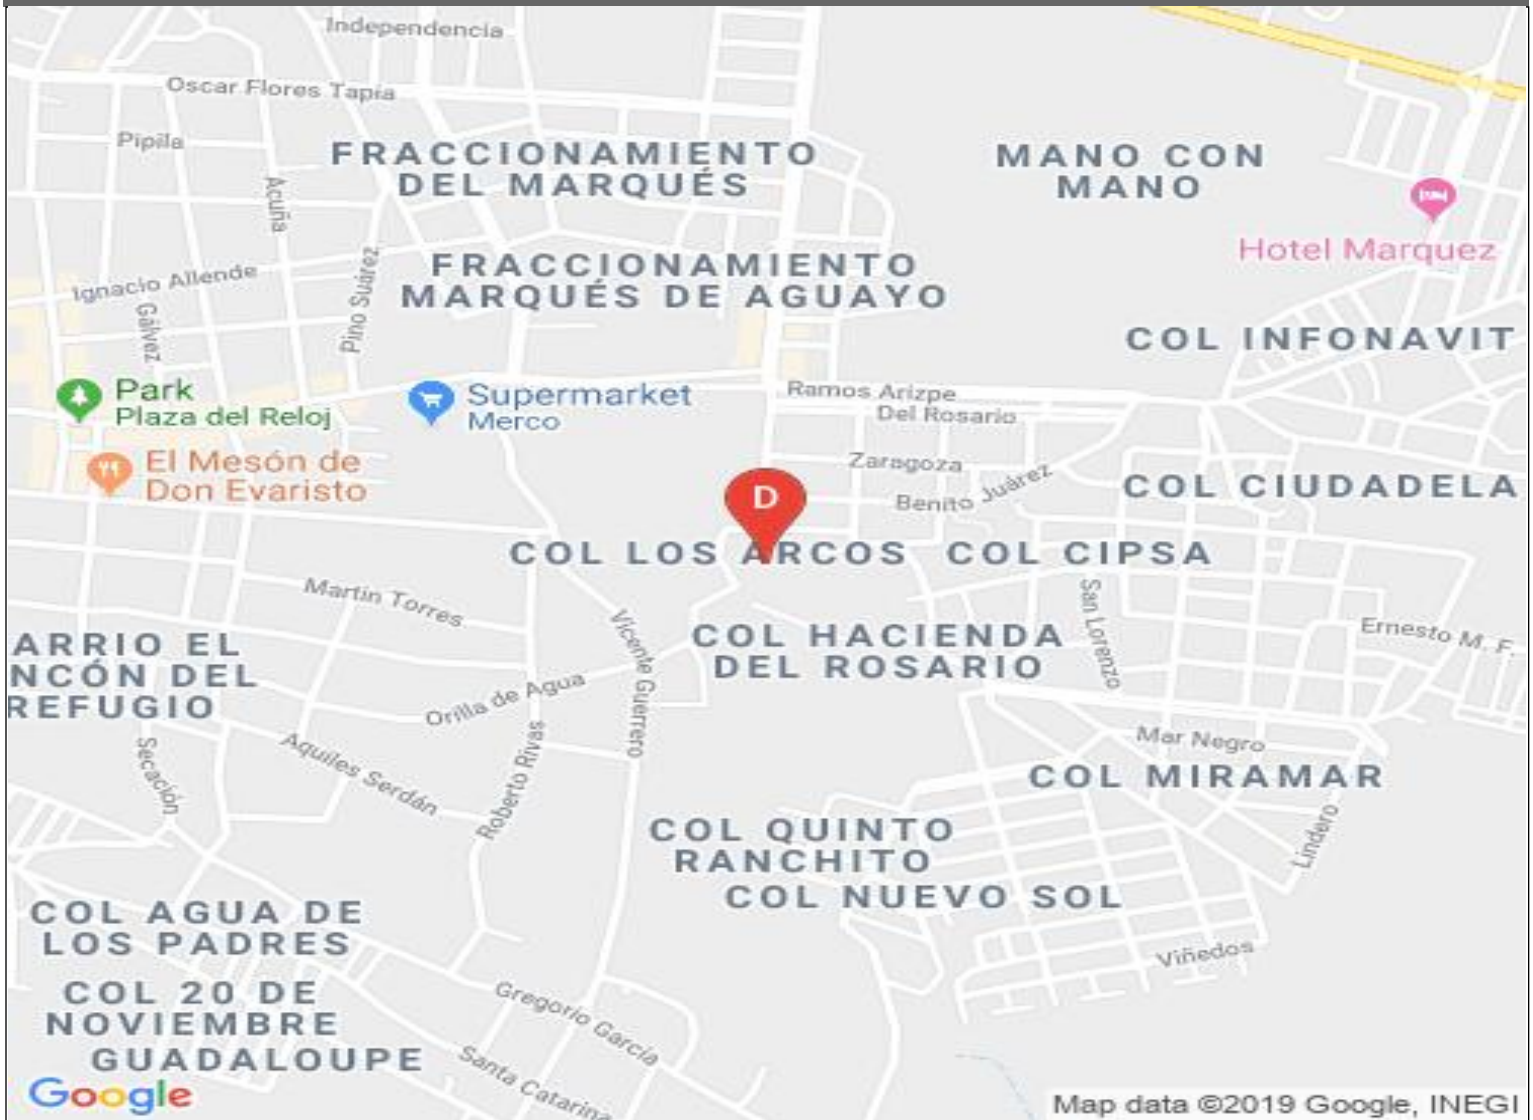 Independencia
Oscar Flores Tapia
Pipila
FRACCIONAMIENTO
DEL MARQUÉS
MANO CON
MANO
Acuña
Hotel Marquez
Ignacio Allende
Pino Suárez
FRACCIONAMIENTO
MARQUÉS DE AGUAYO
Gálvez
COL INFONAVIT
Park
Plaza del Reloj
Supermarket
Merco
Ramos Arizpe
Del Rosario
El Mesón de
Don Evaristo
Zaragoza
Benito Juárez
COL CIUDADELA
D
COL LOS ARCOS
COL CIPSA
Martin Torres
Vicente Guerrero
San Lorenzo
Ernesto M. F.
ARRIO EL
NCÓN DEL
REFUGIO
COL HACIENDA
DEL ROSARIO
Orilla de Agua
Secación
Aquiles Serdán
Roberto Rivas
Mar Negro
COL MIRAMAR
Lindero
COL QUINTO
RANCHITO
COL NUEVO SOL
COL AGUA DE
LOS PADRES
Viñedos
COL 20 DE
NOVIEMBRE
Gregorio García
GUADALOUPE
Santa Catarina
Google
Map data ©2019 Google, INEGI